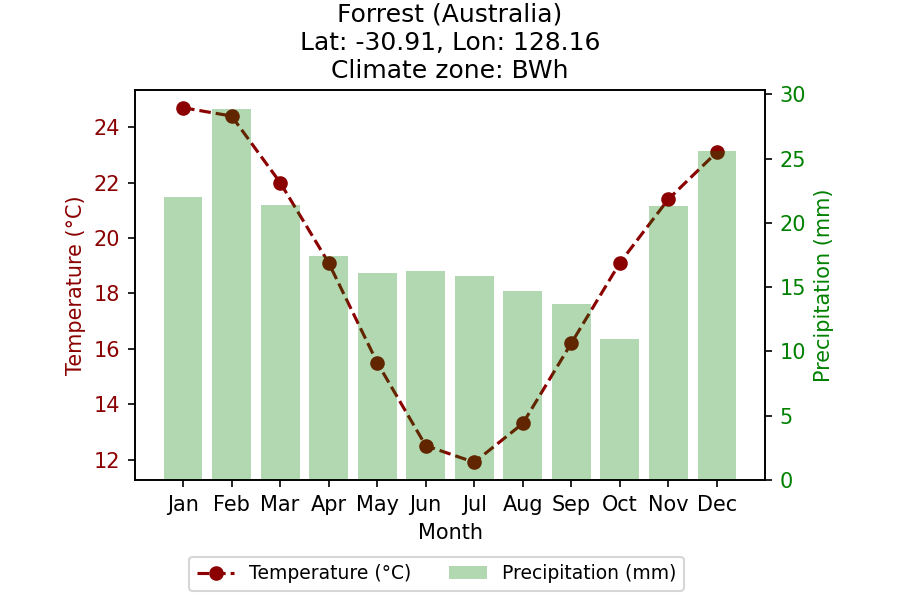 Forrest (Australia)
Lat: -30.91, Lon: 128.16
Climate zone: BWh
Temperature (°C)
24
22
20
18
16
14
12
Precipitation (mm)
30
25
20
15
10
5
0
Jan Feb Mar Apr May Jun Jul Aug Sep Oct Nov Dec
Month
Temperature (°C) Precipitation (mm)